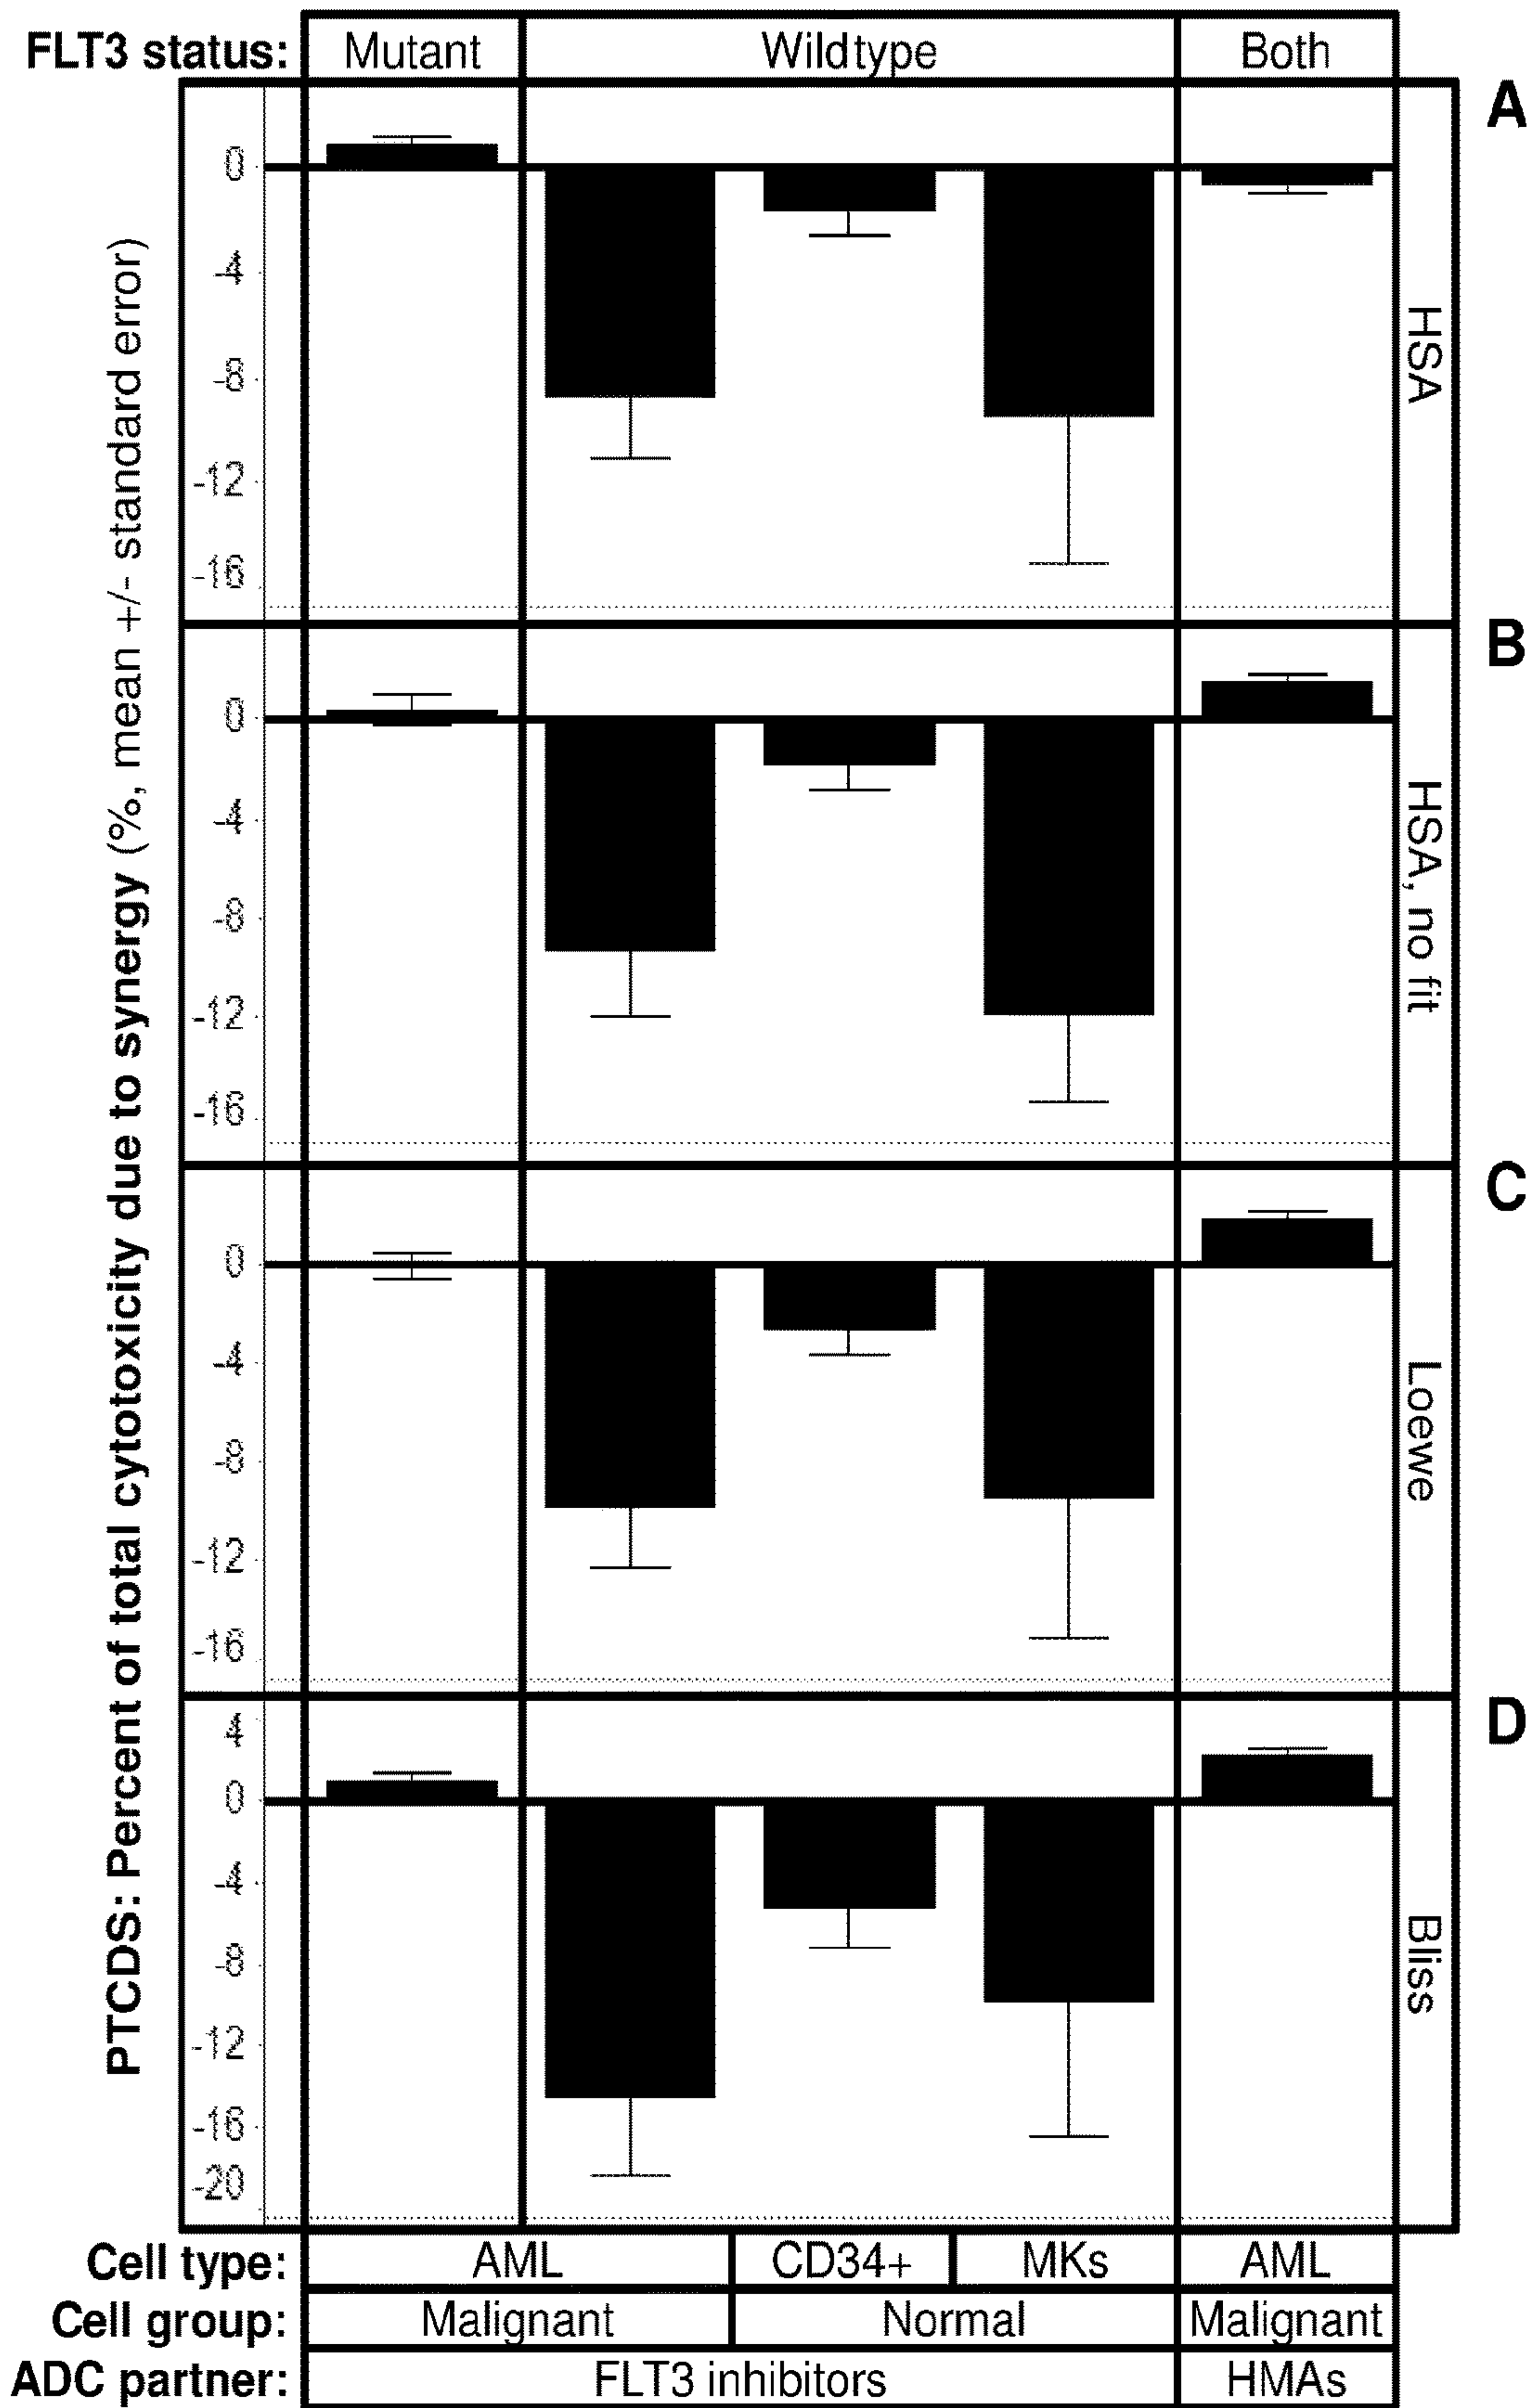 FLT3 status: Mutant Wildtype Both
A
0
-4
-8
-12
-16
HSA
B
0
-4
-8
-12
-16
HSA, no fit
C
0
-4
-8
-12
-16
Loewe
D
4
0
-4
-8
-12
-16
-20
Bliss
PTCDS: Percent of total cytotoxicity due to synergy (%, mean +/- standard error)
Cell type: AML CD34+ MKs AML
Cell group: Malignant Normal Malignant
ADC partner: FLT3 inhibitors HMAs